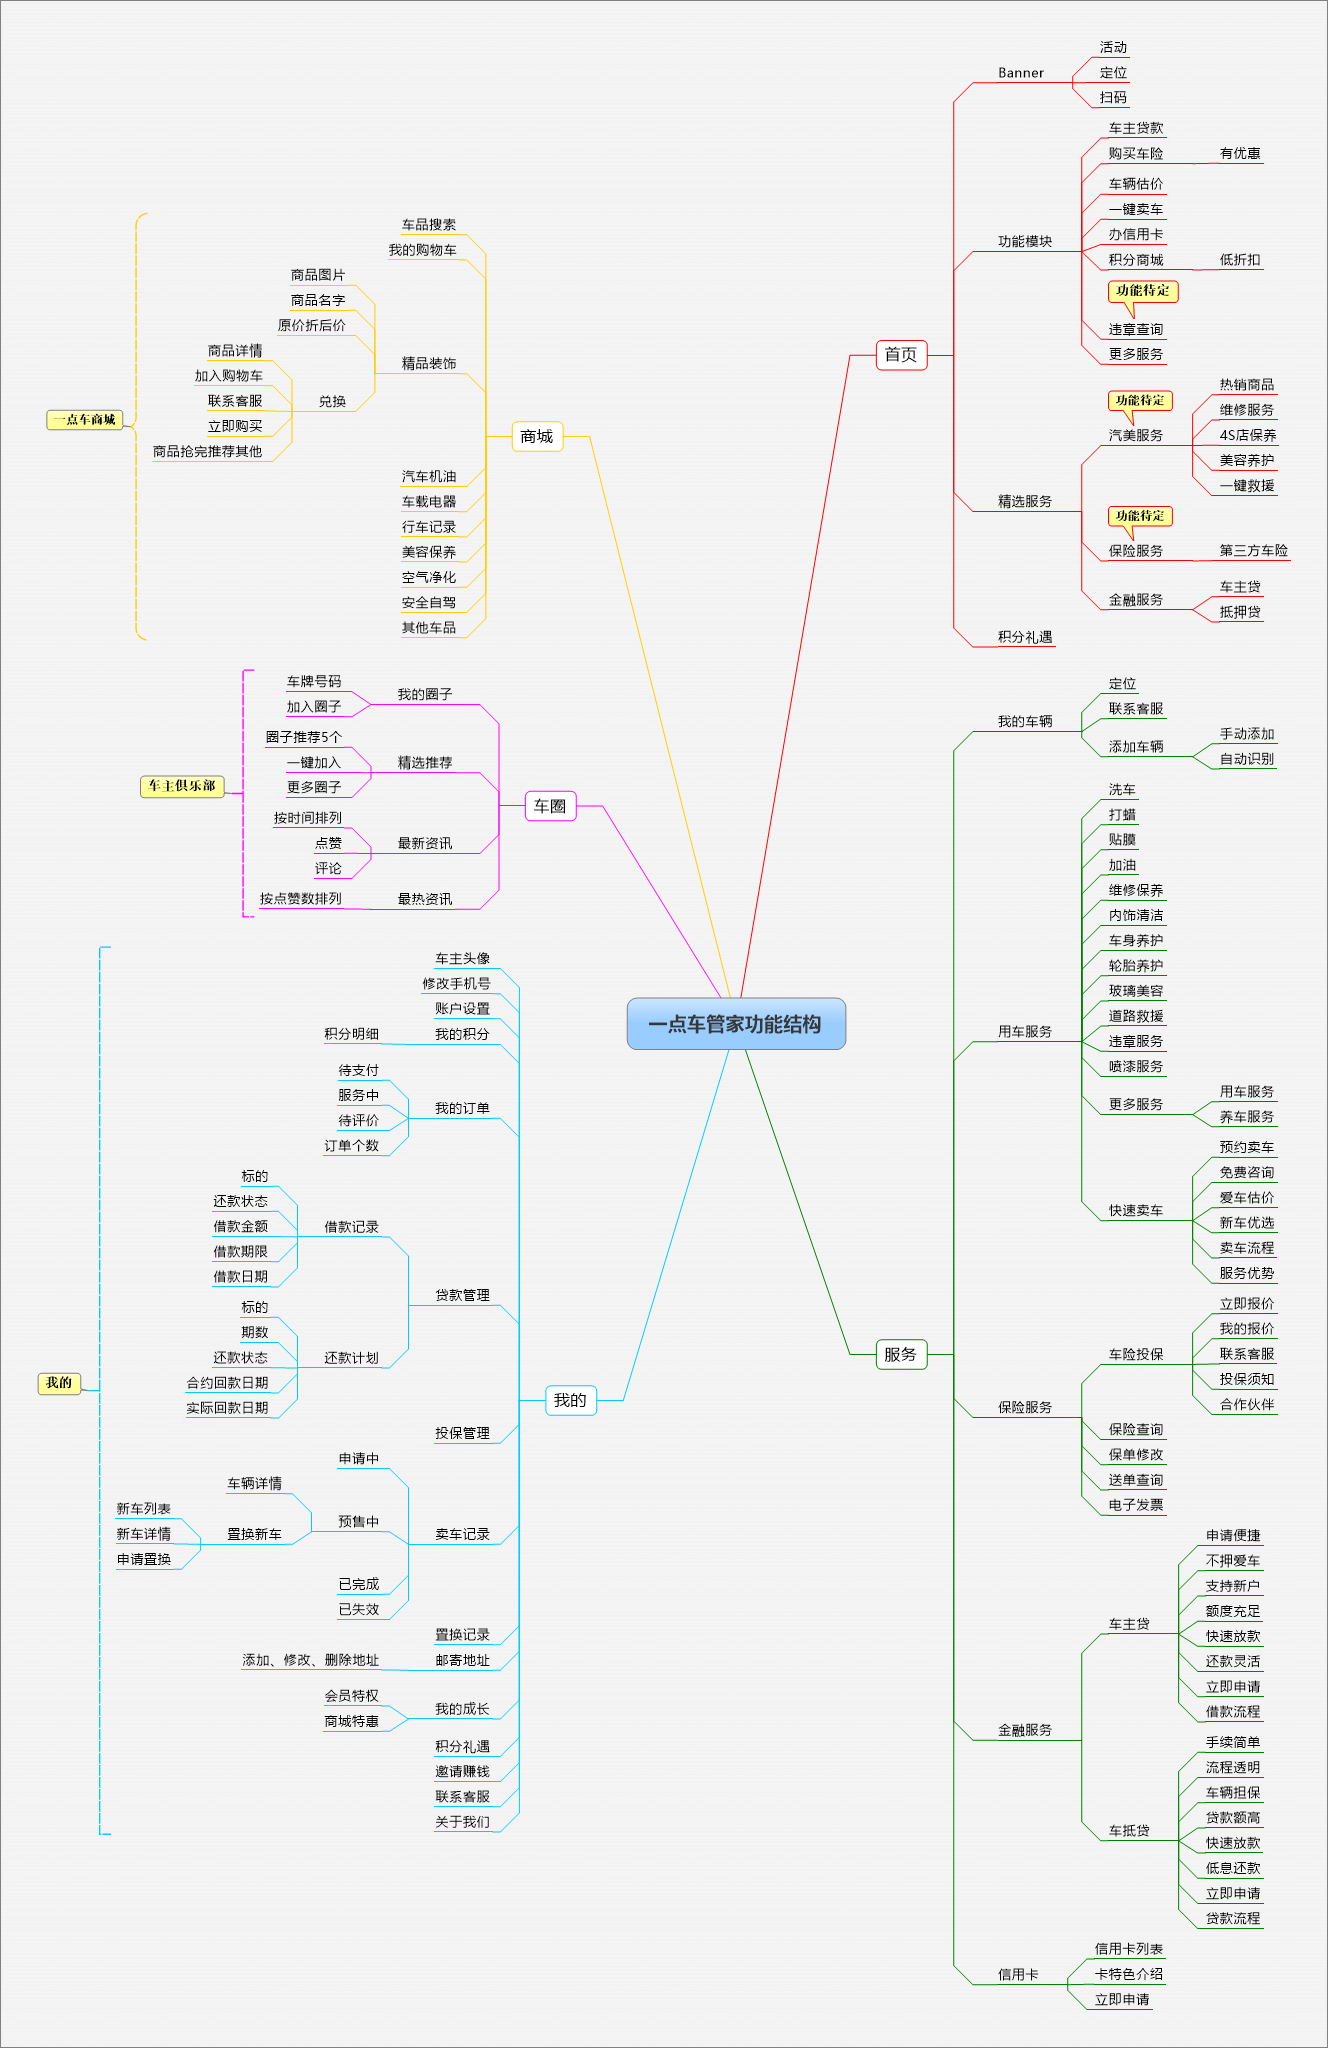 一点车管家功能结构
首页
Banner
活动
定位
扫码
功能模块
车主贷款
购买车险
有优惠
车辆估价
一键卖车
办信用卡
积分商城
低折扣
功能待定
违章查询
更多服务
精选服务
功能待定
汽美服务
热销商品
维修服务
4S店保养
美容养护
一键救援
功能待定
保险服务
第三方车险
金融服务
车主贷
抵押贷
积分礼遇
服务
我的车辆
定位
联系客服
添加车辆
手动添加
自动识别
用车服务
洗车
打蜡
贴膜
加油
维修保养
内饰清洁
车身养护
轮胎养护
玻璃美容
道路救援
违章服务
喷漆服务
更多服务
用车服务
养车服务
快速卖车
预约卖车
免费咨询
爱车估价
新车优选
卖车流程
服务优势
保险服务
车险投保
立即报价
我的报价
联系客服
投保须知
合作伙伴
保险查询
保单修改
送单查询
电子发票
金融服务
车主贷
申请便捷
不押爱车
支持新户
额度充足
快速放款
还款灵活
立即申请
借款流程
车抵贷
手续简单
流程透明
车辆担保
贷款额高
快速放款
低息还款
立即申请
贷款流程
信用卡
信用卡列表
卡特色介绍
立即申请
一点车商城
商城
车品搜索
我的购物车
精品装饰
商品图片
商品名字
原价折后价
兑换
商品详情
加入购物车
联系客服
立即购买
商品抢完推荐其他
汽车机油
车载电器
行车记录
美容保养
空气净化
安全自驾
其他车品
车主俱乐部
车圈
我的圈子
车牌号码
加入圈子
精选推荐
圈子推荐5个
一键加入
更多圈子
最新资讯
按时间排列
点赞
评论
最热资讯
按点赞数排列
我的
我的
车主头像
修改手机号
账户设置
我的积分
积分明细
我的订单
待支付
服务中
待评价
订单个数
贷款管理
借款记录
标的
还款状态
借款金额
借款期限
借款日期
还款计划
标的
期数
还款状态
合约回款日期
实际回款日期
投保管理
卖车记录
申请中
预售中
车辆详情
置换新车
新车列表
新车详情
申请置换
已完成
已失效
置换记录
邮寄地址
添加、修改、删除地址
我的成长
会员特权
商城特惠
积分礼遇
邀请赚钱
联系客服
关于我们